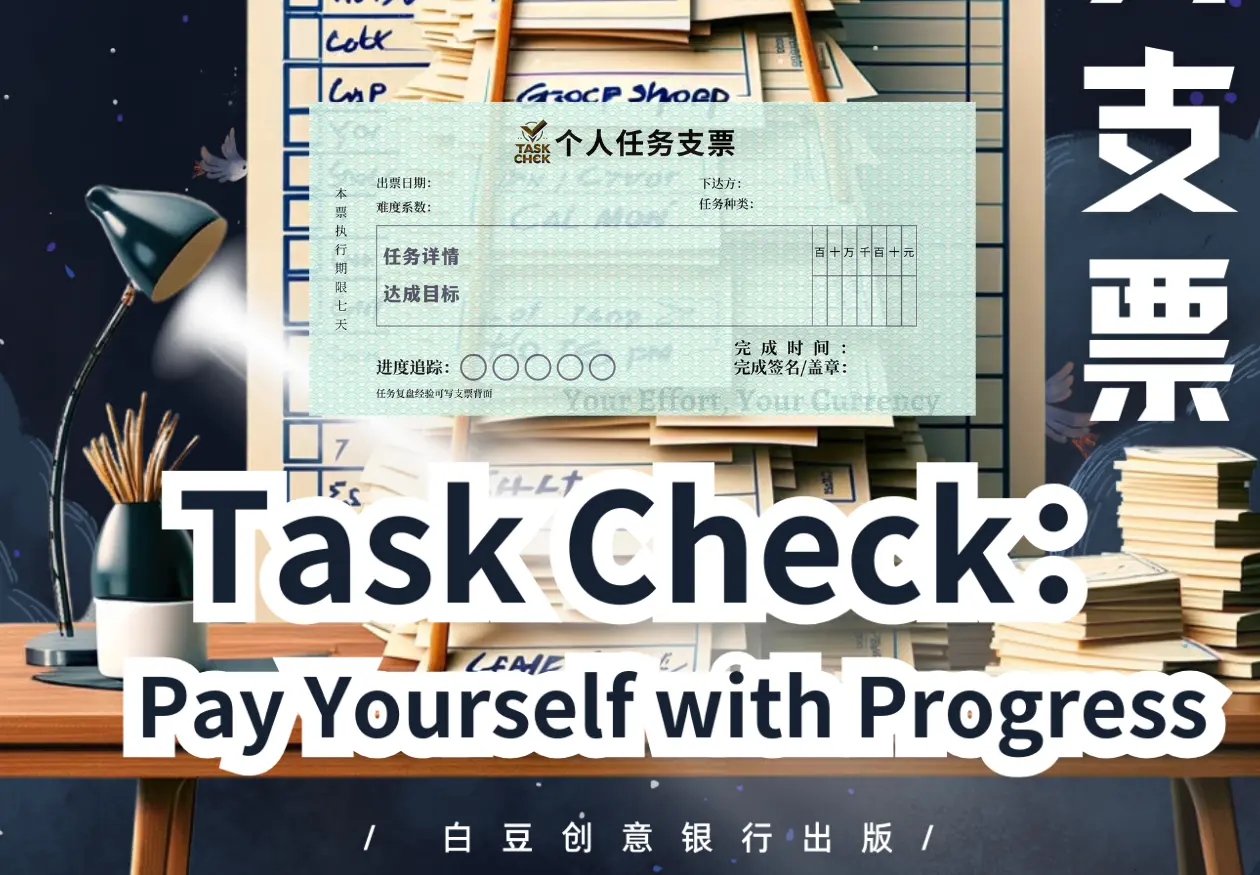 支票
TASK
CHECK
个人任务支票
出票日期：
下达方：
难度系数：
任务种类：
本票执行期限七天
任务详情
百十万千百十元
达成目标
完成时间：
进度追踪：
完成签名/盖章：
任务复盘经验可写支票背面
Your Effort, Your Currency
Task Check:
Pay Yourself with Progress
/ 白豆创意银行出版 /